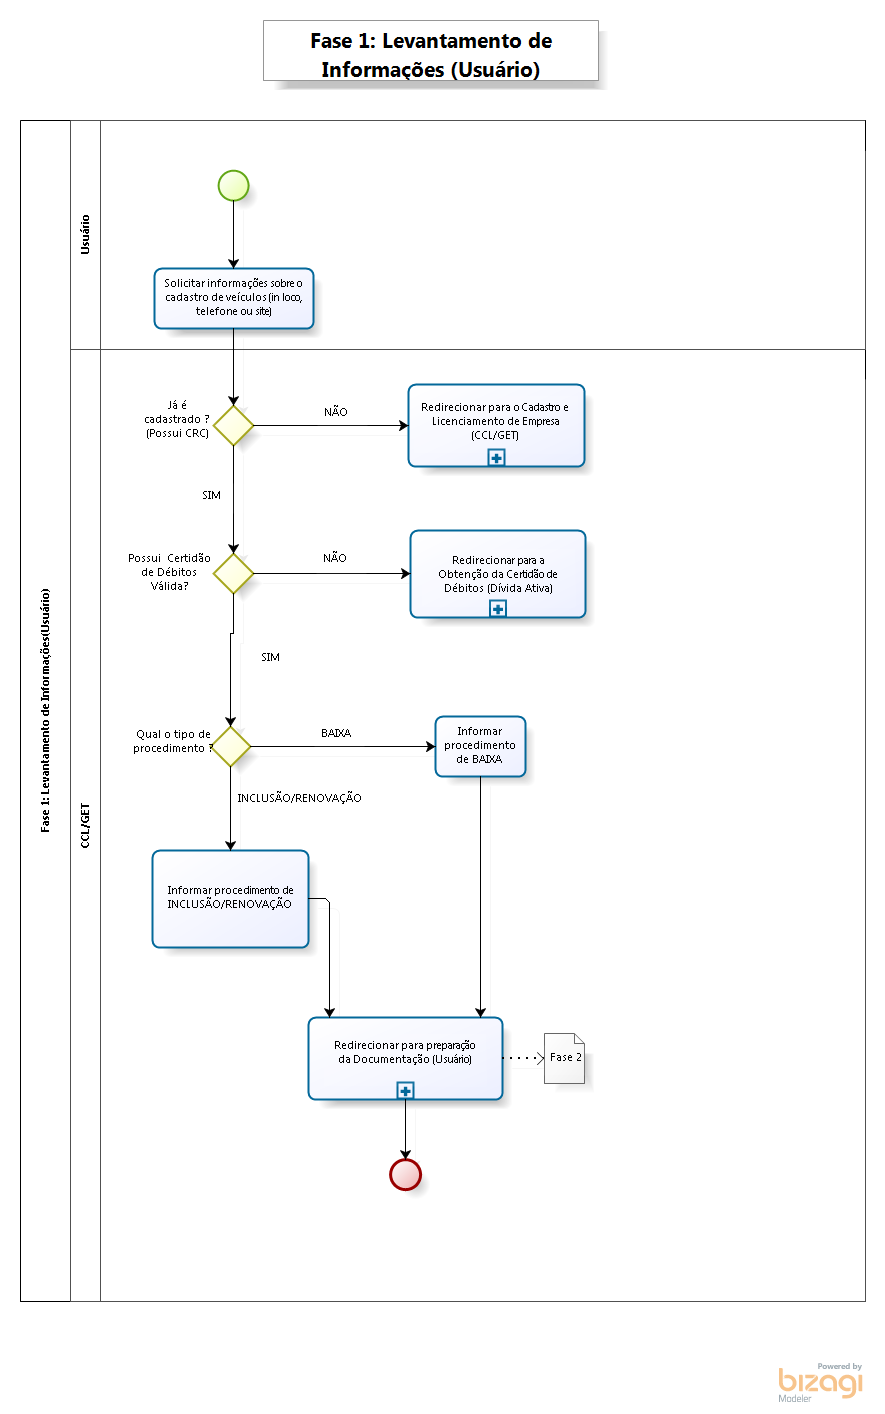 Fase 1: Levantamento de
Informações (Usuário)
Fase 1: Levantamento de Informações(Usuário)
Usuário
Solicitar informações sobre o
cadastro de veículos (in loco,
telefone ou site)
CCL/GET
Já é
cadastrado ?
(Possui CRC)
NÃO
Redirecionar para o Cadastro e
Licenciamento de Empresa
(CCL/GET)
SIM
Possui Certidão
de Débitos
Válida?
NÃO
Redirecionar para a
Obtenção da Certidão de
Débitos (Dívida Ativa)
SIM
Qual o tipo de
procedimento ?
BAIXA
Informar
procedimento
de BAIXA
INCLUSÃO/RENOVAÇÃO
Informar procedimento de
INCLUSÃO/RENOVAÇÃO
Redirecionar para preparação
da Documentação (Usuário)
Fase 2
Powered by
bizagi
Modeler